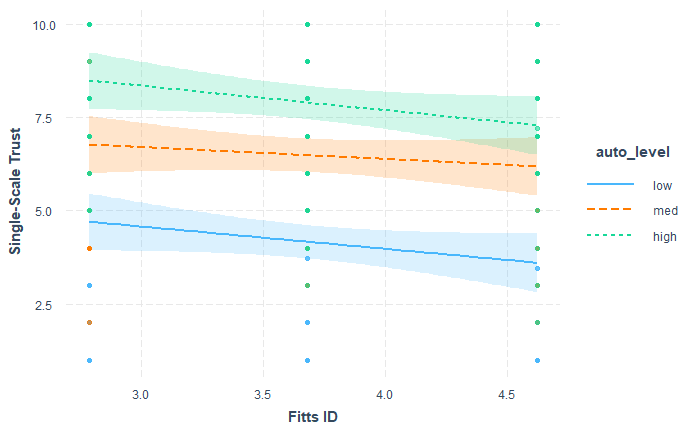 10.0
7.5
5.0
2.5
Single-Scale Trust
3.0 3.5 4.0 4.5
Fitts ID
auto_level
low
med
high